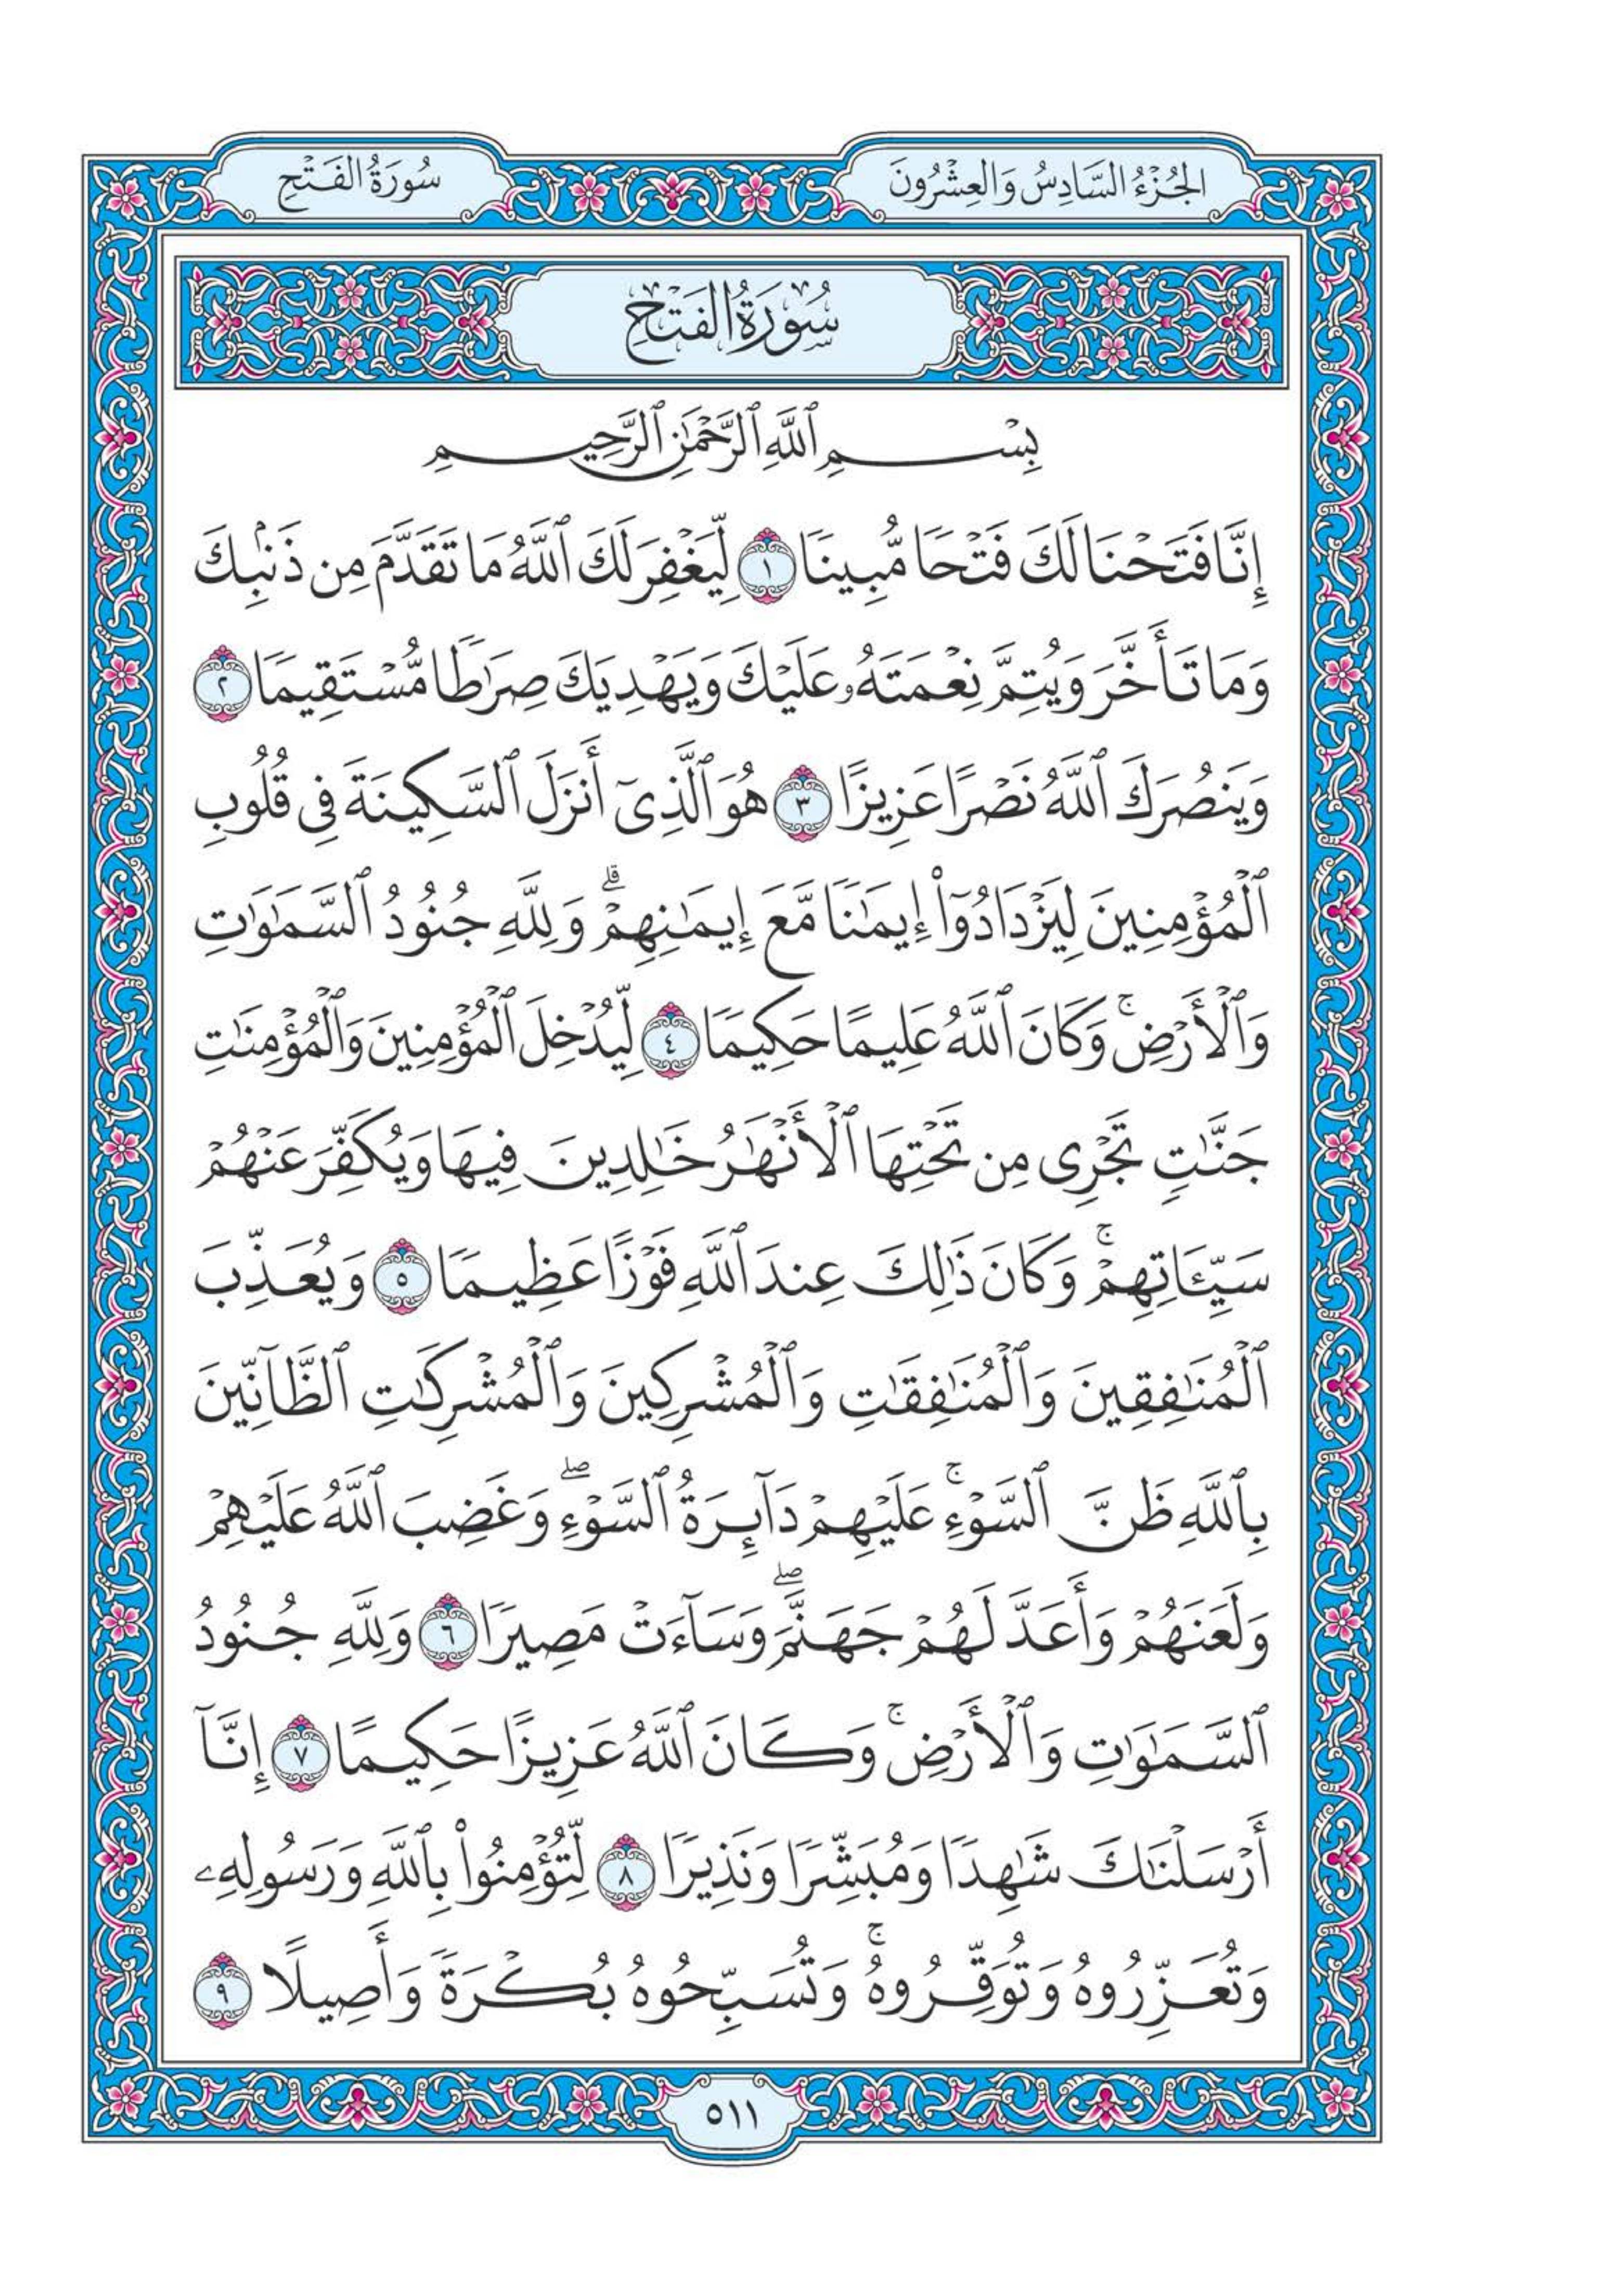 الجُزْءُ السَّادِسُ وَالعِشْرُونَ
سُورَةُ الفَتْحِ
سُورَةُ الفَتْحِ
بِسْمِ ٱللَّهِ ٱلرَّحْمَٰنِ ٱلرَّحِيمِ
إِنَّا فَتَحْنَا لَكَ فَتْحًا مُّبِينًا ١ لِّيَغْفِرَ لَكَ ٱللَّهُ مَا تَقَدَّمَ مِن ذَنۢبِكَ
وَمَا تَأَخَّرَ وَيُتِمَّ نِعْمَتَهُۥ عَلَيْكَ وَيَهْدِيَكَ صِرَٰطًا مُّسْتَقِيمًا ٢
وَيَنصُرَكَ ٱللَّهُ نَصْرًا عَزِيزًا ٣ هُوَ ٱلَّذِىٓ أَنزَلَ ٱلسَّكِينَةَ فِى قُلُوبِ
ٱلْمُؤْمِنِينَ لِيَزْدَادُوٓا۟ إِيمَٰنًا مَّعَ إِيمَٰنِهِمْ ۗ وَلِلَّهِ جُنُودُ ٱلسَّمَٰوَٰتِ
وَٱلْأَرْضِ ۚ وَكَانَ ٱللَّهُ عَلِيمًا حَكِيمًا ٤ لِّيُدْخِلَ ٱلْمُؤْمِنِينَ وَٱلْمُؤْمِنَٰتِ
جَنَّٰتٍ تَجْرِى مِن تَحْتِهَا ٱلْأَنْهَٰرُ خَٰلِدِينَ فِيهَا وَيُكَفِّرَ عَنْهُمْ
سَيِّـَٔاتِهِمْ ۚ وَكَانَ ذَٰلِكَ عِندَ ٱللَّهِ فَوْزًا عَظِيمًا ٥ وَيُعَذِّبَ
ٱلْمُنَٰفِقِينَ وَٱلْمُنَٰفِقَٰتِ وَٱلْمُشْرِكِينَ وَٱلْمُشْرِكَٰتِ ٱلظَّآنِّينَ
بِٱللَّهِ ظَنَّ ٱلسَّوْءِ ۚ عَلَيْهِمْ دَآئِرَةُ ٱلسَّوْءِ ۖ وَغَضِبَ ٱللَّهُ عَلَيْهِمْ
وَلَعَنَهُمْ وَأَعَدَّ لَهُمْ جَهَنَّمَ ۖ وَسَآءَتْ مَصِيرًا ٦ وَلِلَّهِ جُنُودُ
ٱلسَّمَٰوَٰتِ وَٱلْأَرْضِ ۚ وَكَانَ ٱللَّهُ عَزِيزًا حَكِيمًا ٧ إِنَّآ
أَرْسَلْنَٰكَ شَٰهِدًا وَمُبَشِّرًا وَنَذِيرًا ٨ لِّتُؤْمِنُوا۟ بِٱللَّهِ وَرَسُولِهِۦ
وَتُعَزِّرُوهُ وَتُوَقِّرُوهُ ۚ وَتُسَبِّحُوهُ بُكْرَةً وَأَصِيلًا ٩
٥١١